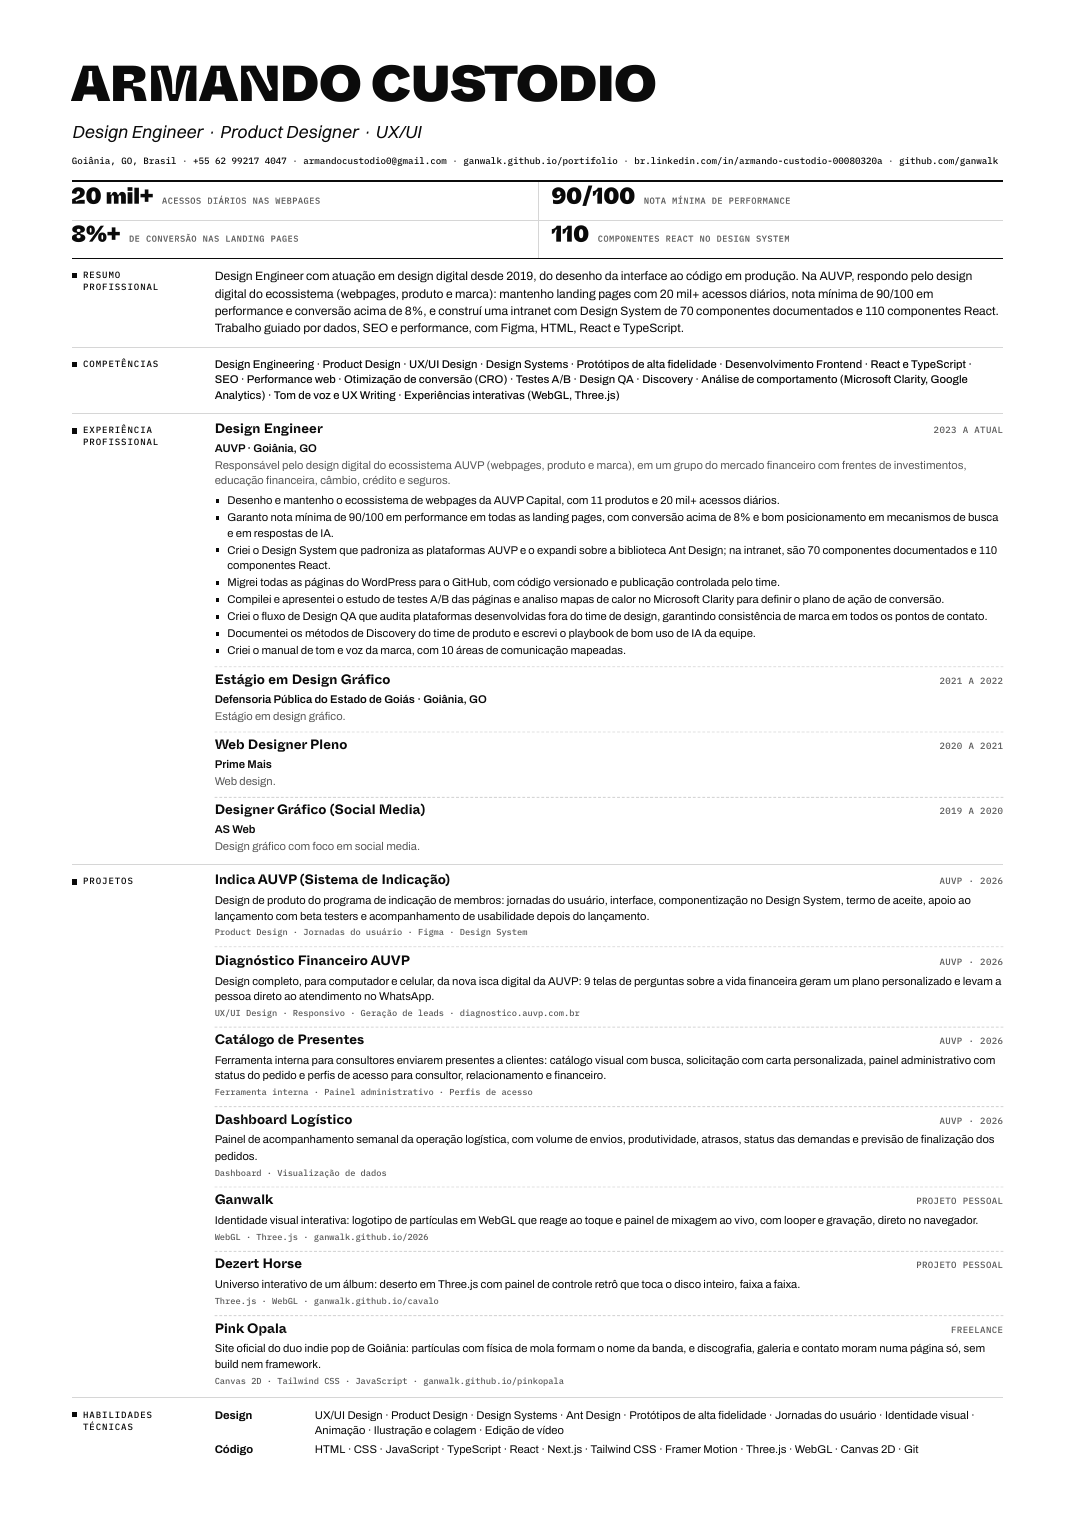 ARMANDO CUSTODIO
Design Engineer · Product Designer · UX/UI
Goiânia, GO, Brasil · +55 62 99217 4047 · armandocustodio0@gmail.com · ganwalk.github.io/portifolio · br.linkedin.com/in/armando-custodio-00080320a · github.com/ganwalk
20 mil+ ACESSOS DIÁRIOS NAS WEBPAGES
90/100 NOTA MÍNIMA DE PERFORMANCE
8%+ DE CONVERSÃO NAS LANDING PAGES
110 COMPONENTES REACT NO DESIGN SYSTEM
RESUMO
PROFISSIONAL
Design Engineer com atuação em design digital desde 2019, do desenho da interface ao código em produção. Na AUVP, respondo pelo design
digital do ecossistema (webpages, produto e marca): mantenho landing pages com 20 mil+ acessos diários, nota mínima de 90/100 em
performance e conversão acima de 8%, e construí uma intranet com Design System de 70 componentes documentados e 110 componentes React.
Trabalho guiado por dados, SEO e performance, com Figma, HTML, React e TypeScript.
COMPETÊNCIAS
Design Engineering · Product Design · UX/UI Design · Design Systems · Protótipos de alta fidelidade · Desenvolvimento Frontend · React e TypeScript ·
SEO · Performance web · Otimização de conversão (CRO) · Testes A/B · Design QA · Discovery · Análise de comportamento (Microsoft Clarity, Google
Analytics) · Tom de voz e UX Writing · Experiências interativas (WebGL, Three.js)
EXPERIÊNCIA
PROFISSIONAL
Design Engineer
2023 A ATUAL
AUVP · Goiânia, GO
Responsável pelo design digital do ecossistema AUVP (webpages, produto e marca), em um grupo do mercado financeiro com frentes de investimentos,
educação financeira, câmbio, crédito e seguros.
Desenho e mantenho o ecossistema de webpages da AUVP Capital, com 11 produtos e 20 mil+ acessos diários.
Garanto nota mínima de 90/100 em performance em todas as landing pages, com conversão acima de 8% e bom posicionamento em mecanismos de busca
e em respostas de IA.
Criei o Design System que padroniza as plataformas AUVP e o expandi sobre a biblioteca Ant Design; na intranet, são 70 componentes documentados e 110
componentes React.
Migrei todas as páginas do WordPress para o GitHub, com código versionado e publicação controlada pelo time.
Compilei e apresentei o estudo de testes A/B das páginas e analiso mapas de calor no Microsoft Clarity para definir o plano de ação de conversão.
Criei o fluxo de Design QA que audita plataformas desenvolvidas fora do time de design, garantindo consistência de marca em todos os pontos de contato.
Documentei os métodos de Discovery do time de produto e escrevi o playbook de bom uso de IA da equipe.
Criei o manual de tom e voz da marca, com 10 áreas de comunicação mapeadas.
Estágio em Design Gráfico
2021 A 2022
Defensoria Pública do Estado de Goiás · Goiânia, GO
Estágio em design gráfico.
Web Designer Pleno
2020 A 2021
Prime Mais
Web design.
Designer Gráfico (Social Media)
2019 A 2020
AS Web
Design gráfico com foco em social media.
PROJETOS
Indica AUVP (Sistema de Indicação)
AUVP · 2026
Design de produto do programa de indicação de membros: jornadas do usuário, interface, componentização no Design System, termo de aceite, apoio ao
lançamento com beta testers e acompanhamento de usabilidade depois do lançamento.
Product Design · Jornadas do usuário · Figma · Design System
Diagnóstico Financeiro AUVP
AUVP · 2026
Design completo, para computador e celular, da nova isca digital da AUVP: 9 telas de perguntas sobre a vida financeira geram um plano personalizado e levam a
pessoa direto ao atendimento no WhatsApp.
UX/UI Design · Responsivo · Geração de leads · diagnostico.auvp.com.br
Catálogo de Presentes
AUVP · 2026
Ferramenta interna para consultores enviarem presentes a clientes: catálogo visual com busca, solicitação com carta personalizada, painel administrativo com
status do pedido e perfis de acesso para consultor, relacionamento e financeiro.
Ferramenta interna · Painel administrativo · Perfis de acesso
Dashboard Logístico
AUVP · 2026
Painel de acompanhamento semanal da operação logística, com volume de envios, produtividade, atrasos, status das demandas e previsão de finalização dos
pedidos.
Dashboard · Visualização de dados
Ganwalk
PROJETO PESSOAL
Identidade visual interativa: logotipo de partículas em WebGL que reage ao toque e painel de mixagem ao vivo, com looper e gravação, direto no navegador.
WebGL · Three.js · ganwalk.github.io/2026
Dezert Horse
PROJETO PESSOAL
Universo interativo de um álbum: deserto em Three.js com painel de controle retrô que toca o disco inteiro, faixa a faixa.
Three.js · WebGL · ganwalk.github.io/cavalo
Pink Opala
FREELANCE
Site oficial do duo indie pop de Goiânia: partículas com física de mola formam o nome da banda, e discografia, galeria e contato moram numa página só, sem
build nem framework.
Canvas 2D · Tailwind CSS · JavaScript · ganwalk.github.io/pinkopala
HABILIDADES
TÉCNICAS
Design
UX/UI Design · Product Design · Design Systems · Ant Design · Protótipos de alta fidelidade · Jornadas do usuário · Identidade visual ·
Animação · Ilustração e colagem · Edição de vídeo
Código
HTML · CSS · JavaScript · TypeScript · React · Next.js · Tailwind CSS · Framer Motion · Three.js · WebGL · Canvas 2D · Git